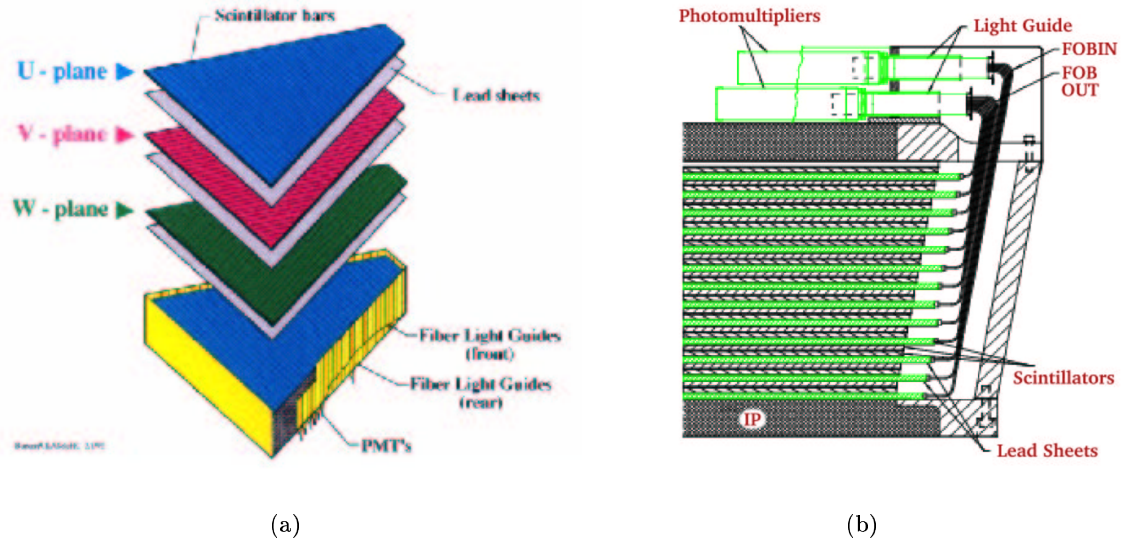 Scintillator bars
U - plane
Lead sheets
V - plane
W - plane
Fiber Light Guides
(front)
Fiber Light Guides
(rear)
PMT's
(a)
Photomultipliers
Light Guide
FOBIN
FOB
OUT
Scintillators
IP
Lead Sheets
(b)